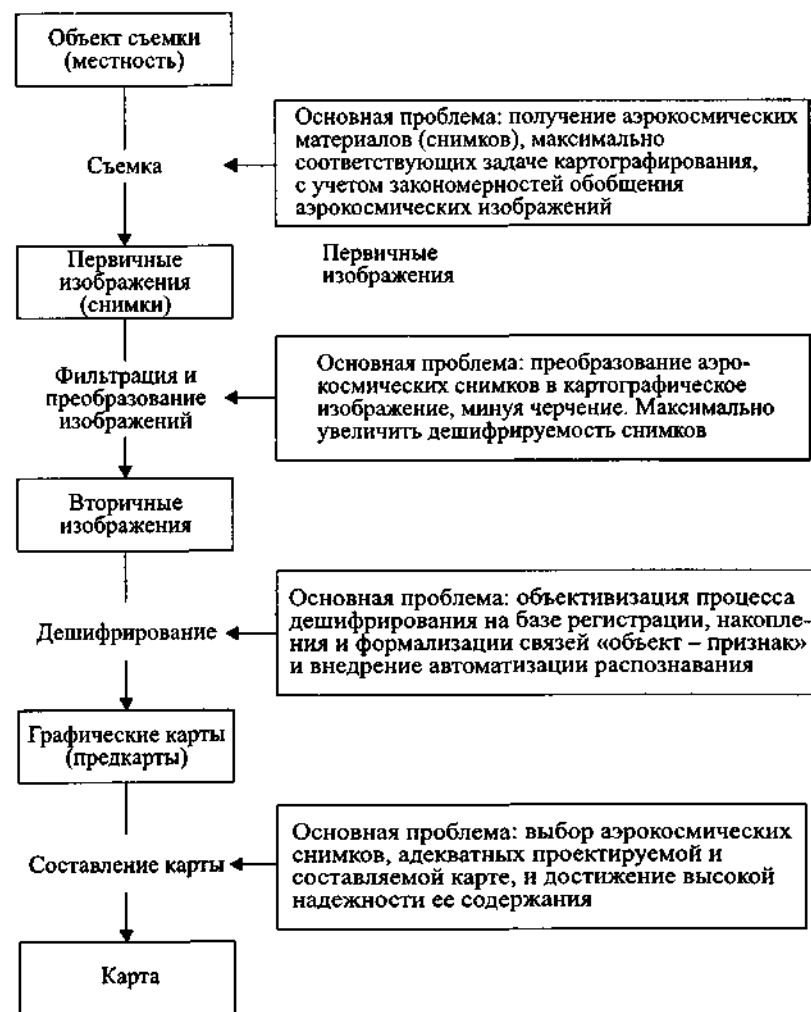 Объект съемки
(местность)
Основная проблема: получение аэрокосмических
материалов (снимков), максимально
соответствующих задаче картографирования,
с учетом закономерностей обобщения
аэрокосмических изображений
Съемка
Первичные
изображения
(снимки)
Первичные
изображения
Основная проблема: преобразование аэро-
космических снимков в картографическое
изображение, минуя черчение. Максимально
увеличить дешифрируемость снимков
Фильтрация и
преобразование
изображений
Вторичные
изображения
Основная проблема: объективизация процесса
дешифрирования на базе регистрации, накопле-
ния и формализации связей «объект – признак»
и внедрение автоматизации распознавания
Дешифрирование
Графические карты
(предкарты)
Основная проблема: выбор аэрокосмических
снимков, адекватных проектируемой и
составляемой карте, и достижение высокой
надежности ее содержания
Составление карты
Карта